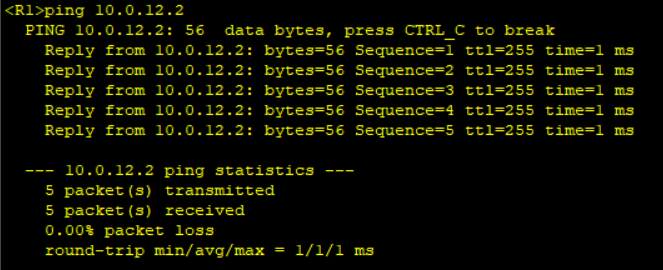 <R1>ping 10.0.12.2
PING 10.0.12.2: 56  data bytes, press CTRL_C to break
Reply from 10.0.12.2: bytes=56 Sequence=1 ttl=255 time=1 ms
Reply from 10.0.12.2: bytes=56 Sequence=2 ttl=255 time=1 ms
Reply from 10.0.12.2: bytes=56 Sequence=3 ttl=255 time=1 ms
Reply from 10.0.12.2: bytes=56 Sequence=4 ttl=255 time=1 ms
Reply from 10.0.12.2: bytes=56 Sequence=5 ttl=255 time=1 ms
--- 10.0.12.2 ping statistics ---
5 packet(s) transmitted
5 packet(s) received
0.00% packet loss
round-trip min/avg/max = 1/1/1 ms